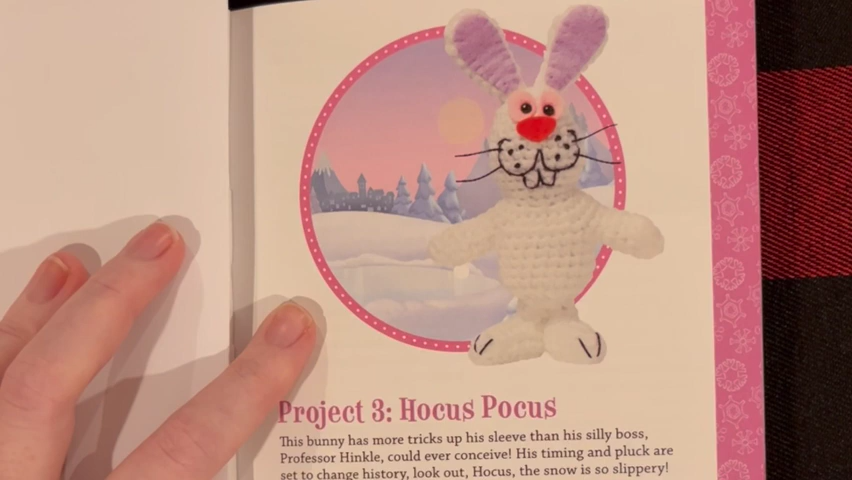 Project 3: Hocus Pocus
This bunny has more tricks up his sleeve than his silly boss,
Professor Hinkle, could ever conceive! His timing and pluck are
set to change history, look out, Hocus, the snow is so slippery!